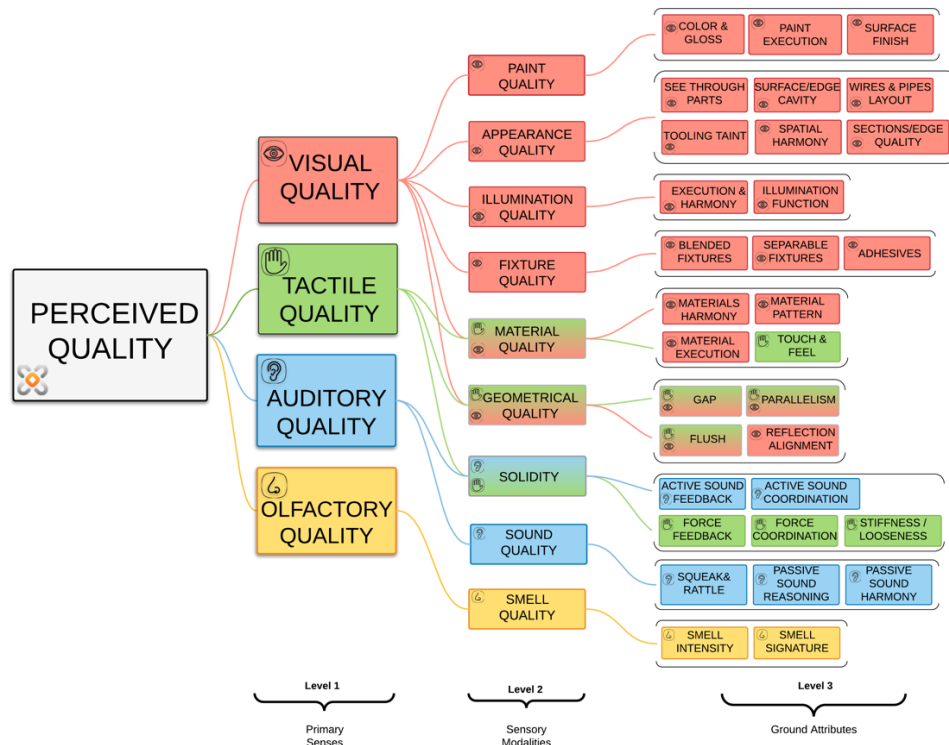 PERCEIVED
QUALITY
VISUAL
QUALITY
TACTILE
QUALITY
AUDITORY
QUALITY
OLFACTORY
QUALITY
PAINT
QUALITY
APPEARANCE
QUALITY
ILLUMINATION
QUALITY
FIXTURE
QUALITY
MATERIAL
QUALITY
GEOMETRICAL
QUALITY
SOLIDITY
SOUND
QUALITY
SMELL
QUALITY
COLOR &
GLOSS
PAINT
EXECUTION
SURFACE
FINISH
SEE THROUGH
PARTS
SURFACE/EDGE
CAVITY
WIRES & PIPES
LAYOUT
TOOLING TAINT
SPATIAL
HARMONY
SECTIONS/EDGE
QUALITY
EXECUTION &
HARMONY
ILLUMINATION
FUNCTION
BLENDED
FIXTURES
SEPARABLE
FIXTURES
ADHESIVES
MATERIALS
HARMONY
MATERIAL
PATTERN
MATERIAL
EXECUTION
TOUCH &
FEEL
GAP
PARALLELISM
FLUSH
REFLECTION
ALIGNMENT
ACTIVE SOUND
FEEDBACK
ACTIVE SOUND
COORDINATION
FORCE
FEEDBACK
FORCE
COORDINATION
STIFFNESS /
LOOSENESS
SQUEAK&
RATTLE
PASSIVE
SOUND
REASONING
PASSIVE
SOUND
HARMONY
SMELL
INTENSITY
SMELL
SIGNATURE
Level 1
Primary
Senses
Level 2
Sensory
Modalities
Level 3
Ground Attributes